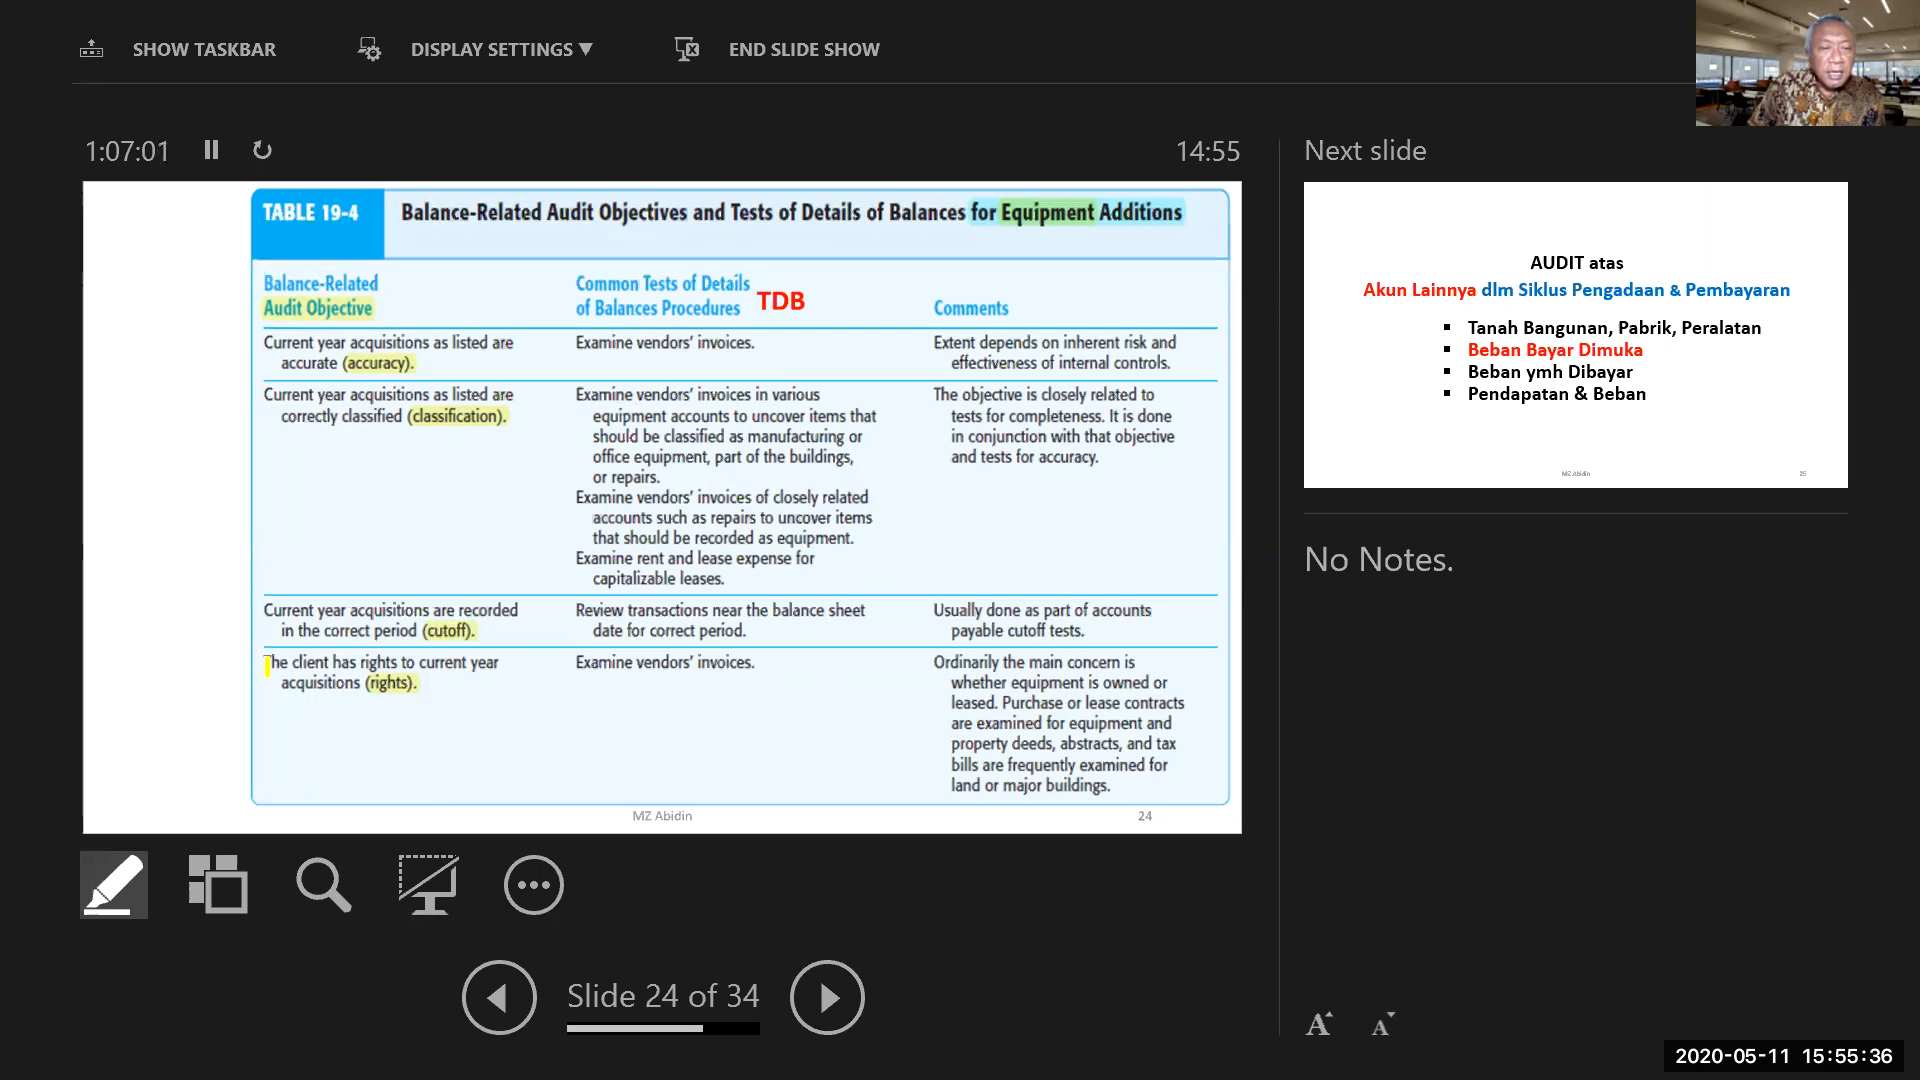 SHOW TASKBAR
DISPLAY SETTINGS ▼
END SLIDE SHOW
1:07:01
14:55
Next slide
TABLE 19-4
Balance-Related Audit Objectives and Tests of Details of Balances for Equipment Additions
Balance-Related
Audit Objective
Common Tests of Details
of Balances Procedures
TDB
Comments
Current year acquisitions as listed are
accurate (accuracy).
Examine vendors' invoices.
Extent depends on inherent risk and
effectiveness of internal controls.
Current year acquisitions as listed are
correctly classified (classification).
Examine vendors' invoices in various
equipment accounts to uncover items that
should be classified as manufacturing or
office equipment, part of the buildings,
or repairs.
Examine vendors' invoices of closely related
accounts such as repairs to uncover items
that should be recorded as equipment.
Examine rent and lease expense for
capitalizable leases.
The objective is closely related to
tests for completeness. It is done
in conjunction with that objective
and tests for accuracy.
Current year acquisitions are recorded
in the correct period (cutoff).
Review transactions near the balance sheet
date for correct period.
Usually done as part of accounts
payable cutoff tests.
The client has rights to current year
acquisitions (rights).
Examine vendors' invoices.
Ordinarily the main concern is
whether equipment is owned or
leased. Purchase or lease contracts
are examined for equipment and
property deeds, abstracts, and tax
bills are frequently examined for
land or major buildings.
MZ Abidin
24
AUDIT atas
Akun Lainnya dlm Siklus Pengadaan & Pembayaran
▪ Tanah Bangunan, Pabrik, Peralatan
▪ Beban Bayar Dimuka
▪ Beban ymh Dibayar
▪ Pendapatan & Beban
MZ Abidin
25
No Notes.
Slide 24 of 34
A
A
2020-05-11 15:55:36